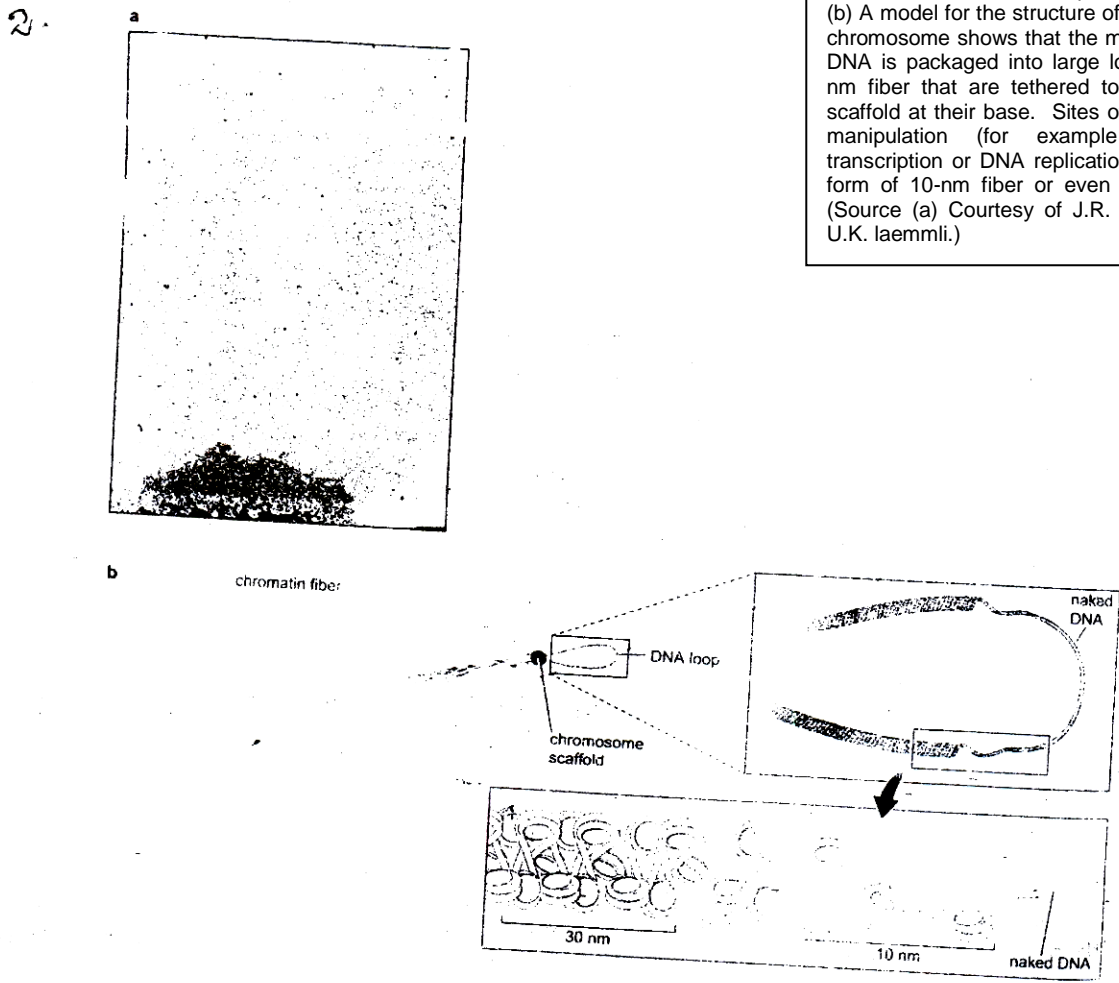 2.
a
(b) A model for the structure of
chromosome shows that the m
DNA is packaged into large lo
nm fiber that are tethered to
scaffold at their base. Sites o
manipulation (for example
transcription or DNA replicatio
form of 10-nm fiber or even
(Source (a) Courtesy of J.R.
U.K. laemmli.)
b
chromatin fiber
naked
DNA
DNA loop
chromosome
scaffold
30 nm
10 nm
naked DNA